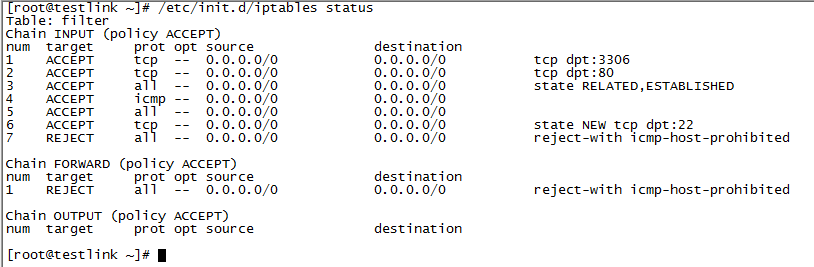 [root@testlink ~]# /etc/init.d/iptables status
Table: filter
Chain INPUT (policy ACCEPT)
num  target     prot opt source               destination
1    ACCEPT     tcp  --  0.0.0.0/0            0.0.0.0/0           tcp dpt:3306
2    ACCEPT     tcp  --  0.0.0.0/0            0.0.0.0/0           tcp dpt:80
3    ACCEPT     all  --  0.0.0.0/0            0.0.0.0/0           state RELATED,ESTABLISHED
4    ACCEPT     icmp --  0.0.0.0/0            0.0.0.0/0
5    ACCEPT     all  --  0.0.0.0/0            0.0.0.0/0
6    ACCEPT     tcp  --  0.0.0.0/0            0.0.0.0/0           state NEW tcp dpt:22
7    REJECT     all  --  0.0.0.0/0            0.0.0.0/0           reject-with icmp-host-prohibited
Chain FORWARD (policy ACCEPT)
num  target     prot opt source               destination
1    REJECT     all  --  0.0.0.0/0            0.0.0.0/0           reject-with icmp-host-prohibited
Chain OUTPUT (policy ACCEPT)
num  target     prot opt source               destination
[root@testlink ~]#